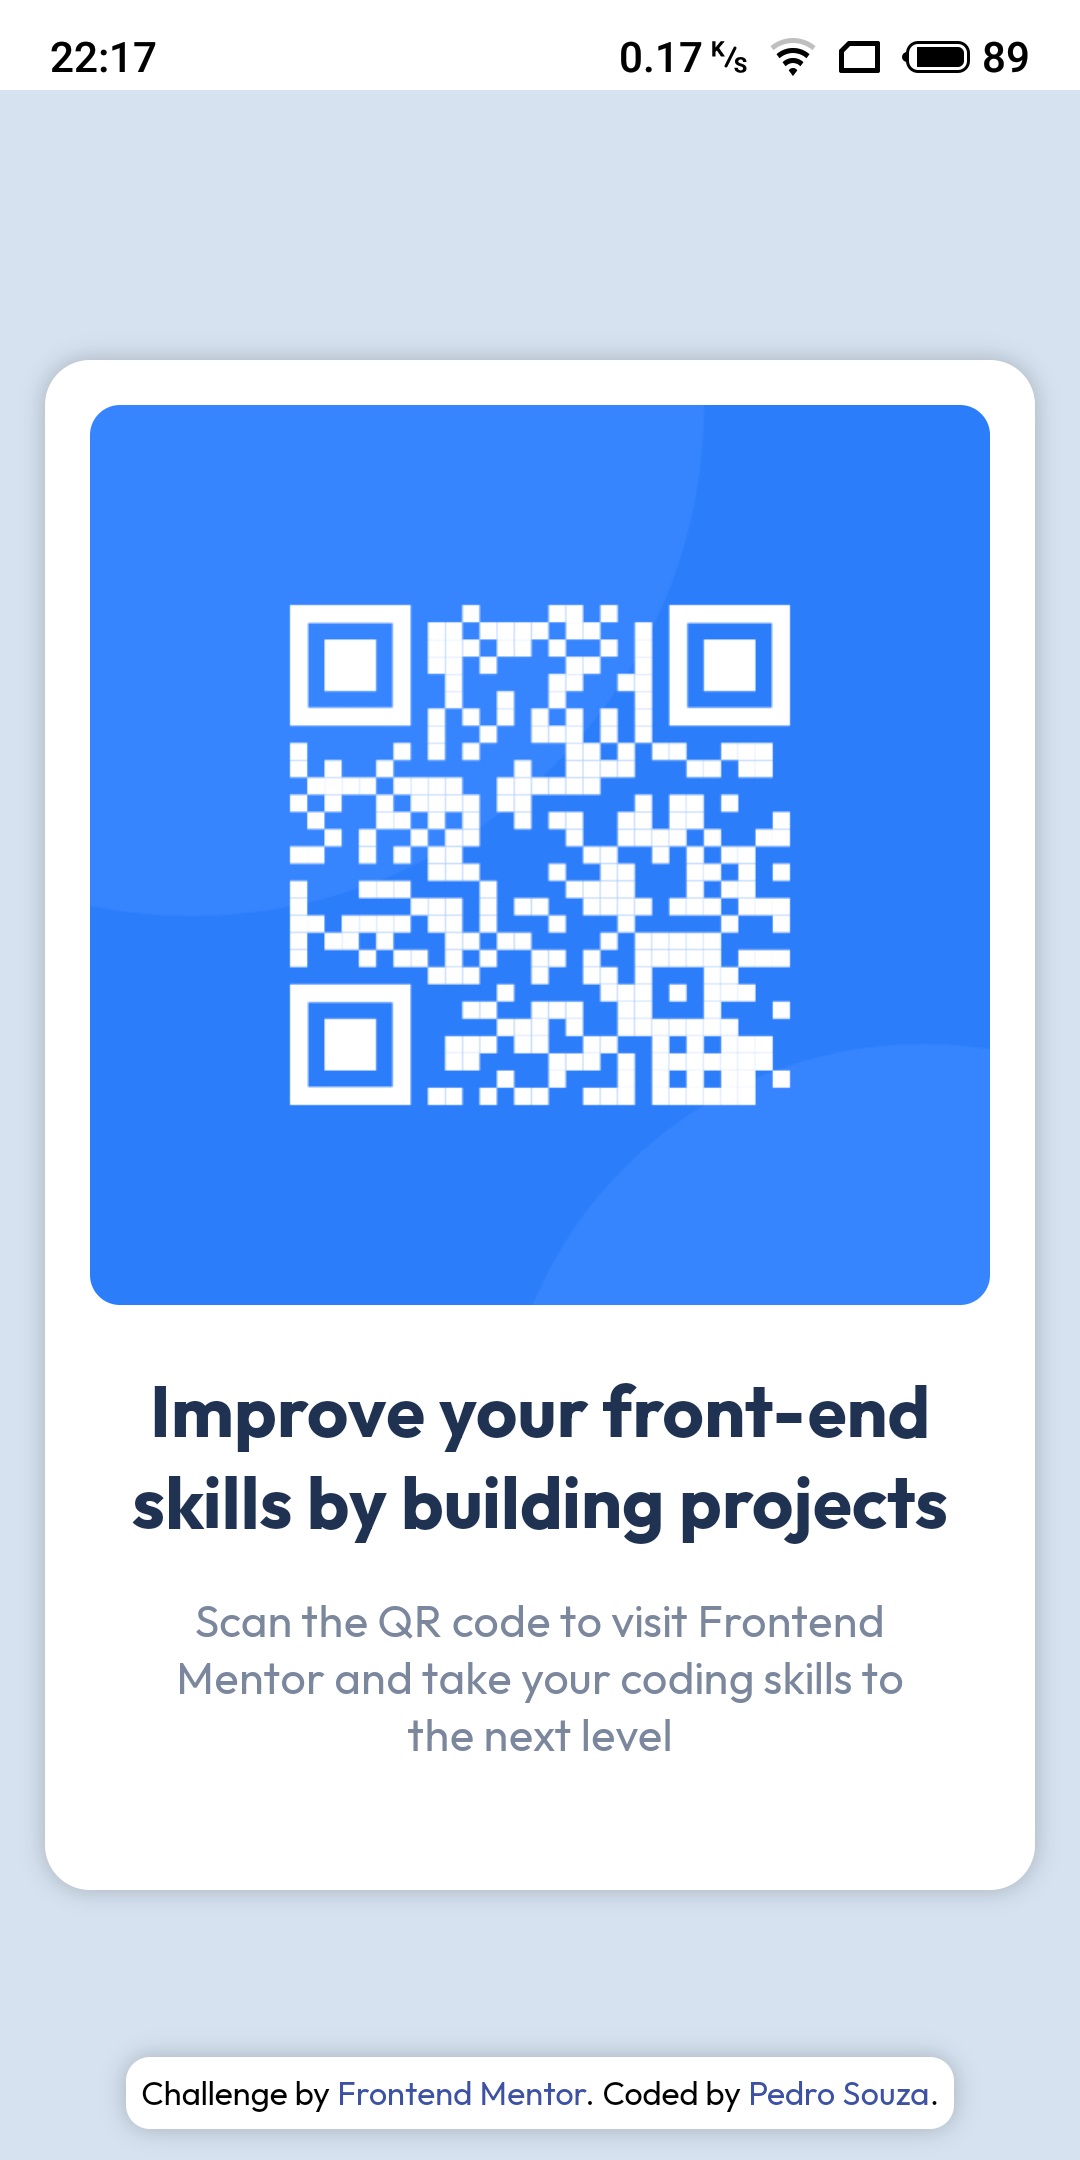 22:17 0.17 K/s 89
Improve your front-end
skills by building projects
Scan the QR code to visit Frontend
Mentor and take your coding skills to
the next level
Challenge by Frontend Mentor. Coded by Pedro Souza.